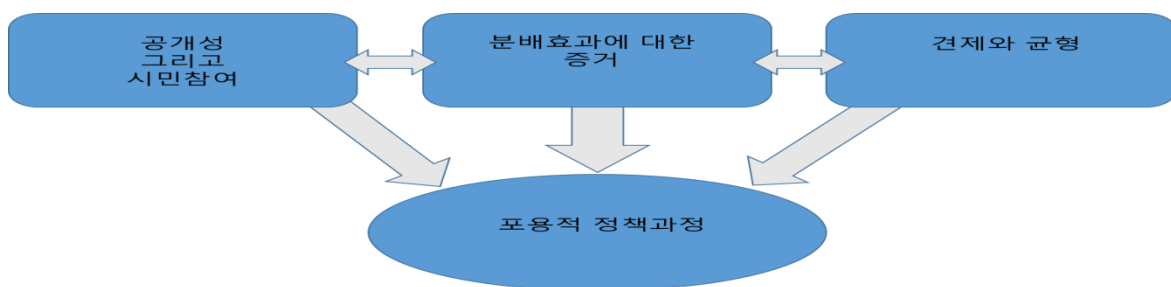 공개성
그리고
시민참여
분배효과에 대한
증거
견제와 균형
포용적 정책과정